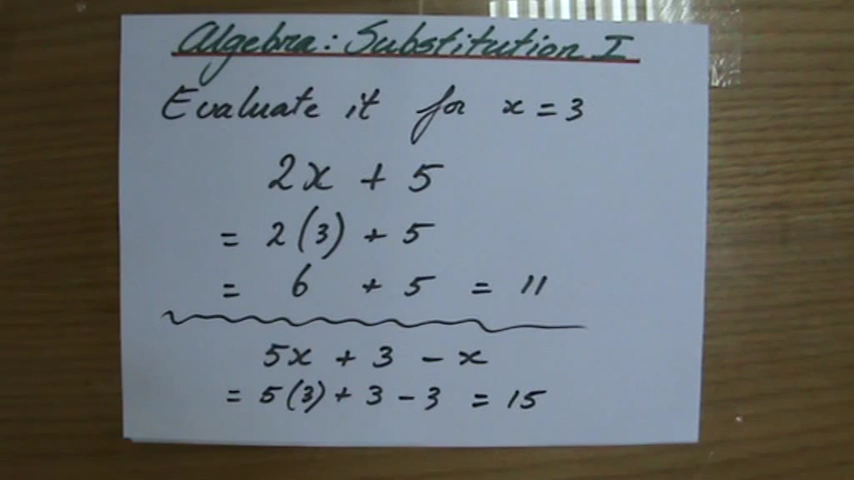 Algebra: Substitution I
Evaluate it for x = 3
2x + 5
= 2(3) + 5
= 6 + 5 = 11
5x + 3 - x
= 5(3) + 3 - 3 = 15